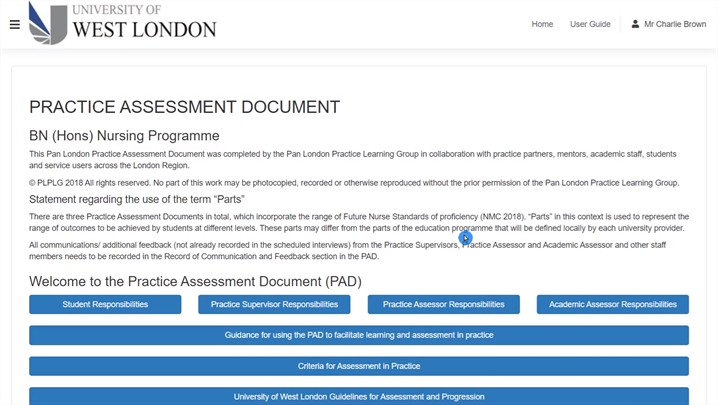 UNIVERSITY OF
WEST LONDON
Home User Guide Mr Charlie Brown
PRACTICE ASSESSMENT DOCUMENT
BN (Hons) Nursing Programme
This Pan London Practice Assessment Document was completed by the Pan London Practice Learning Group in collaboration with practice partners, mentors, academic staff, students
and service users across the London Region.
© PLPLG 2018 All rights reserved. No part of this work may be photocopied, recorded or otherwise reproduced without the prior permission of the Pan London Practice Learning Group.
Statement regarding the use of the term “Parts”
There are three Practice Assessment Documents in total, which incorporate the range of Future Nurse Standards of proficiency (NMC 2018). “Parts” in this context is used to represent the
range of outcomes to be achieved by students at different levels. These parts may differ from the parts of the education programme that will be defined locally by each university provider.
All communications/ additional feedback (not already recorded in the scheduled interviews) from the Practice Supervisors, Practice Assessor and Academic Assessor and other staff
members needs to be recorded in the Record of Communication and Feedback section in the PAD.
Welcome to the Practice Assessment Document (PAD)
Student Responsibilities Practice Supervisor Responsibilities Practice Assessor Responsibilities Academic Assessor Responsibilities
Guidance for using the PAD to facilitate learning and assessment in practice
Criteria for Assessment in Practice
University of West London Guidelines for Assessment and Progression